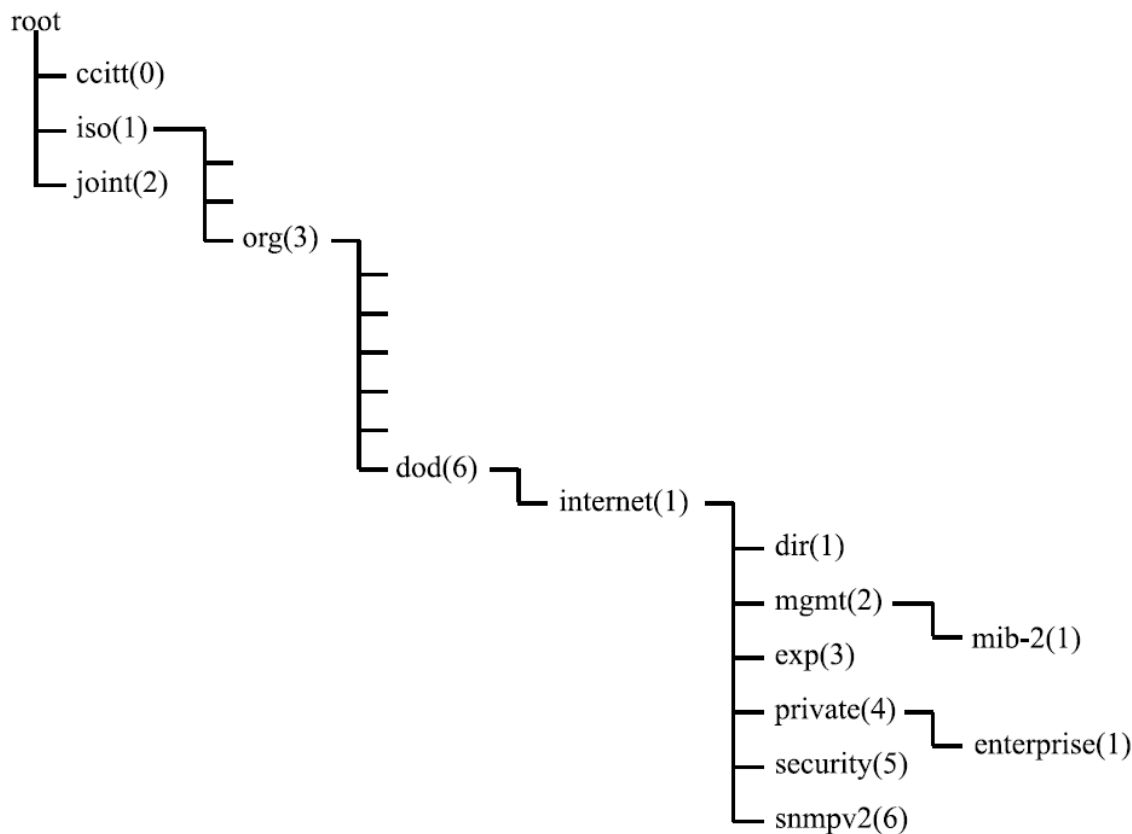 root
ccitt(0)
iso(1)
joint(2)
org(3)
dod(6)
internet(1)
dir(1)
mgmt(2)
mib-2(1)
exp(3)
private(4)
enterprise(1)
security(5)
snmpv2(6)